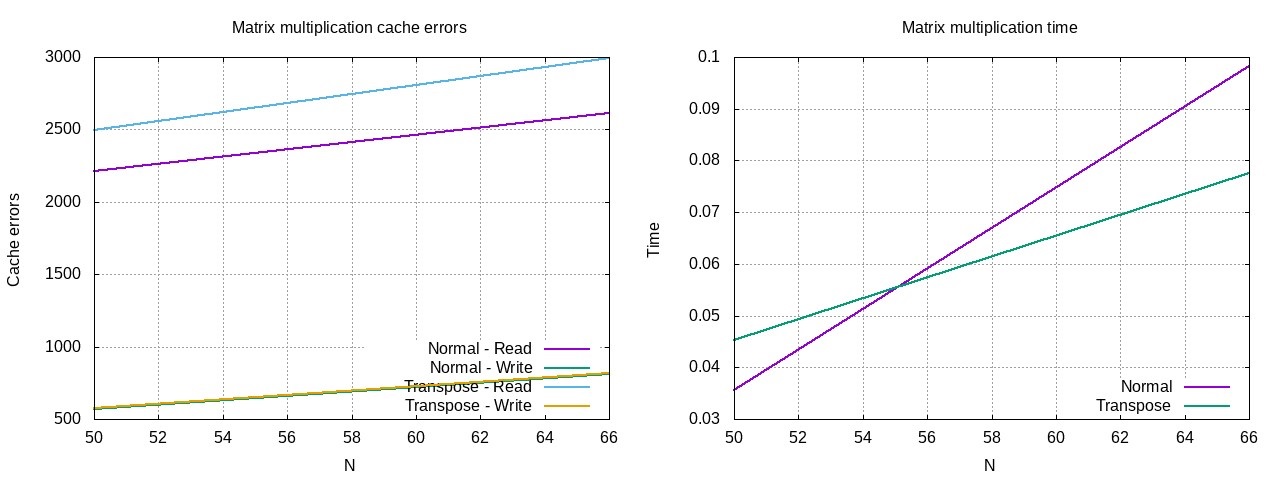 Matrix multiplication cache errors
3000
2500
2000
1500
1000
500
Cache errors
50 52 54 56 58 60 62 64 66
N
Normal - Read
Normal - Write
Transpose - Read
Transpose - Write
Matrix multiplication time
0.1
0.09
0.08
0.07
0.06
0.05
0.04
0.03
Time
50 52 54 56 58 60 62 64 66
N
Normal
Transpose